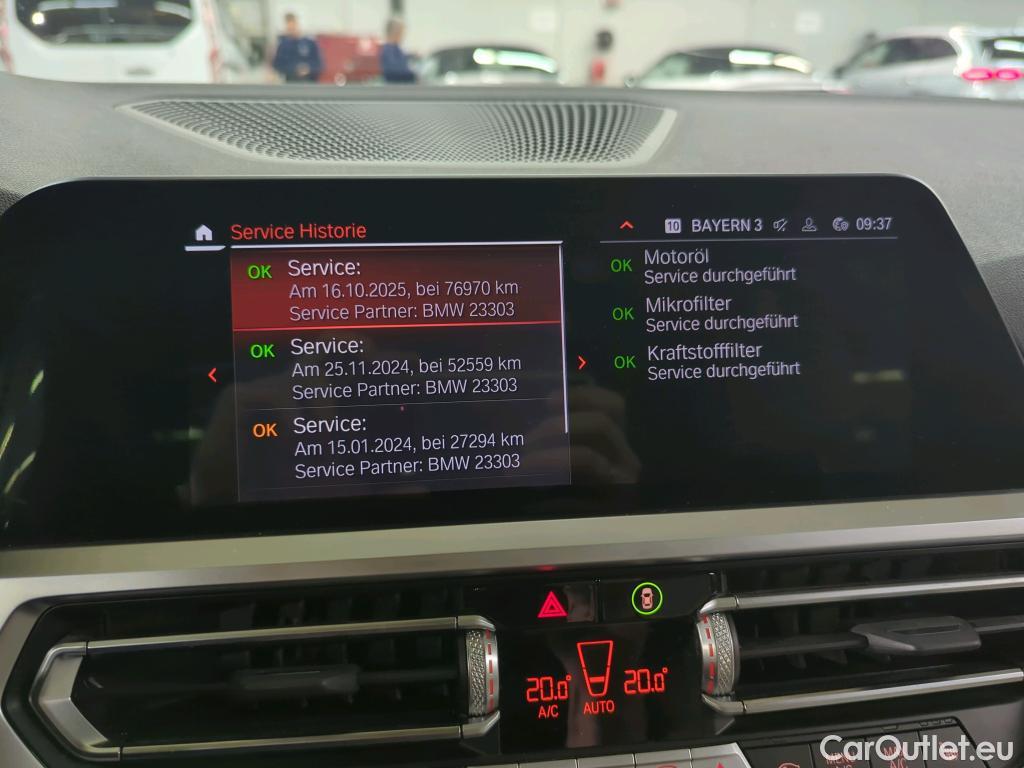 Service Historie
10 BAYERN 3 09:37
OK Service:
Am 16.10.2025, bei 76970 km
Service Partner: BMW 23303
OK Service:
Am 25.11.2024, bei 52559 km
Service Partner: BMW 23303
OK Service:
Am 15.01.2024, bei 27294 km
Service Partner: BMW 23303
OK Motoröl
Service durchgeführt
OK Mikrofilter
Service durchgeführt
OK Kraftstofffilter
Service durchgeführt
20.0° 20.0°
A/C AUTO
CarOutlet.eu